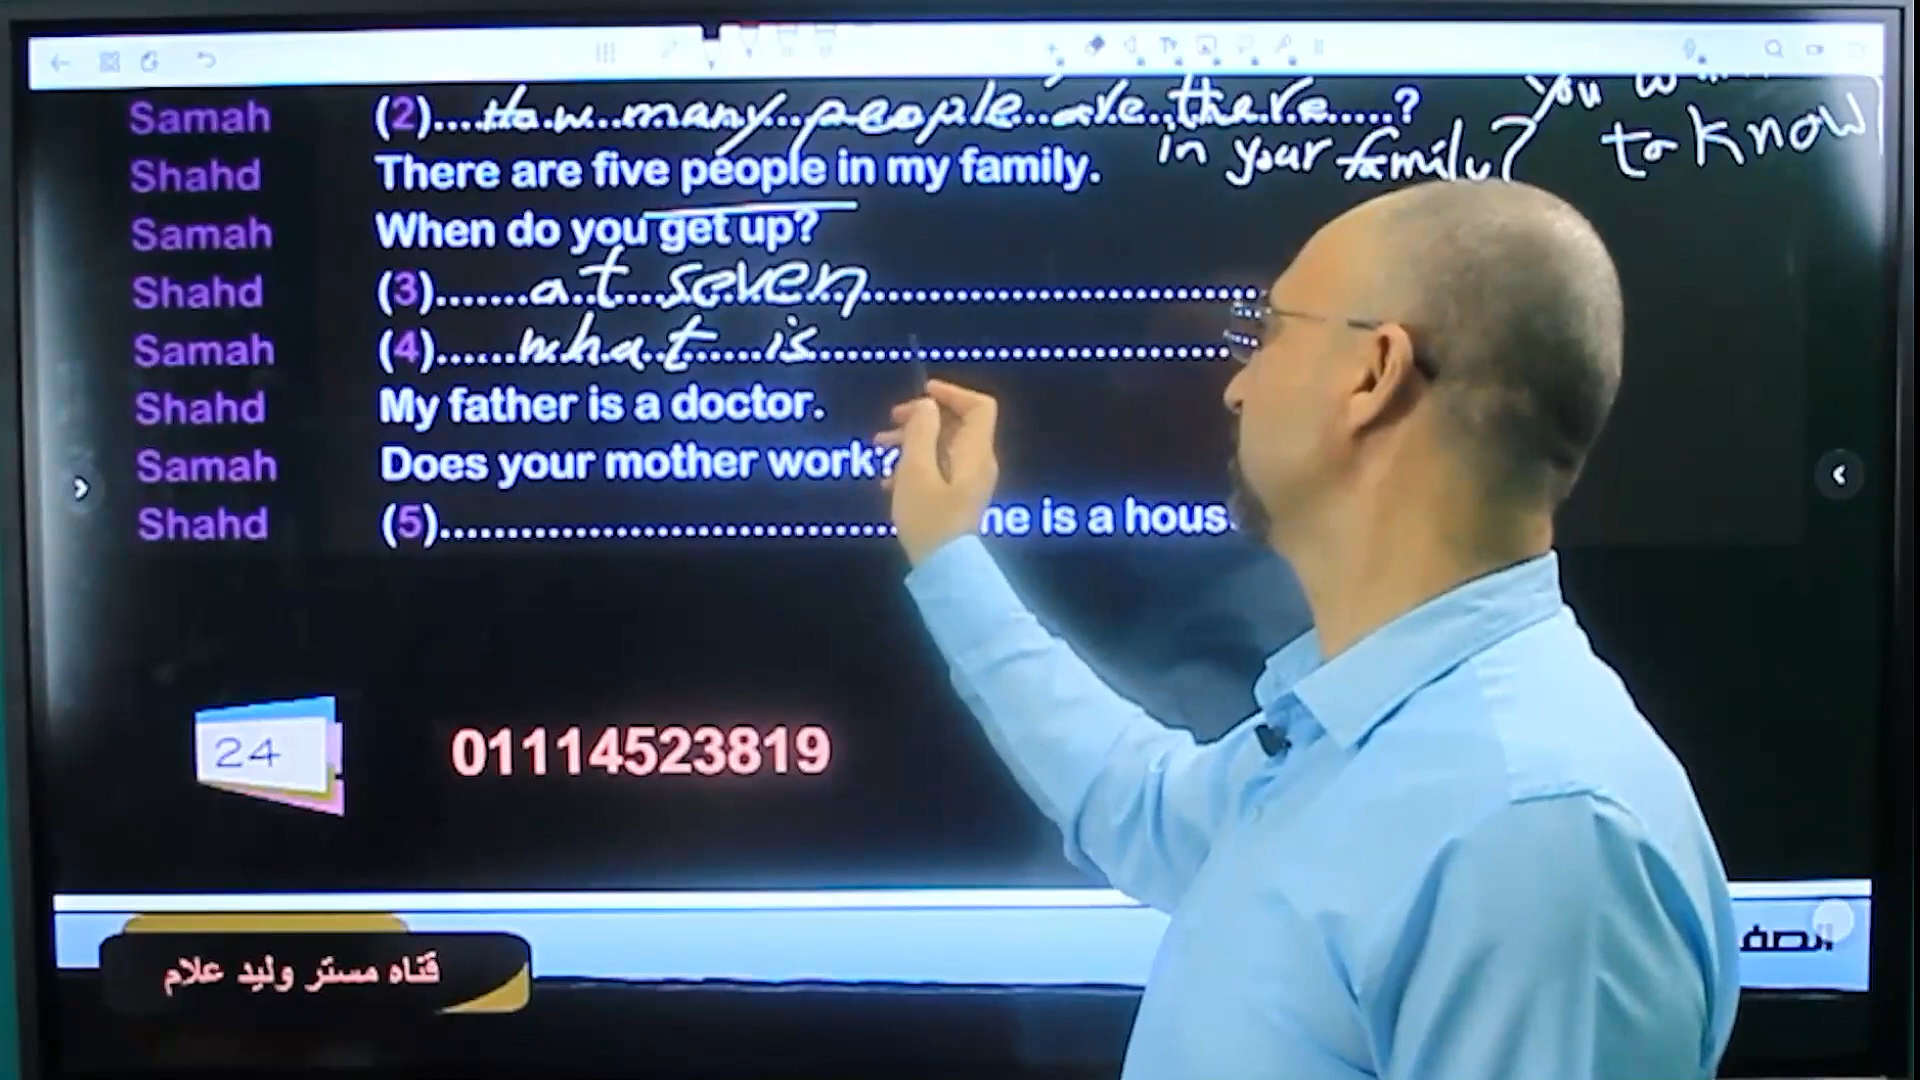 Samah (2)....How many people are there.....?
in your family?
you
to know
Shahd There are five people in my family.
Samah When do you get up?
Shahd (3).......at seven..............................
Samah (4)......what is..............................
Shahd My father is a doctor.
Samah Does your mother work?
Shahd (5)................................. he is a hous
24
01114523819
قناه مستر وليد علام
الصف